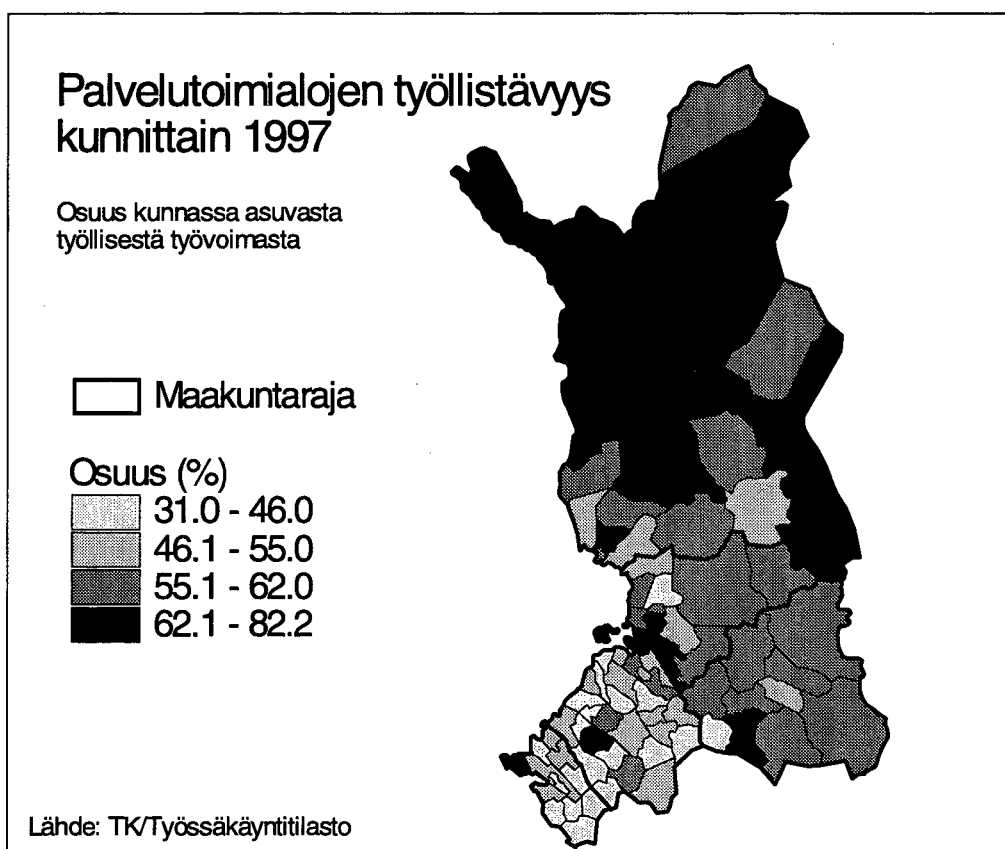 Palvelutoimialojen työllistävyys
kunnittain 1997
Osuus kunnassa asuvasta
työllisestä työvoimasta
Maakuntaraja
Osuus (%)
31.0 - 46.0
46.1 - 55.0
55.1 - 62.0
62.1 - 82.2
Lähde: TK/Työssäkäyntitilasto